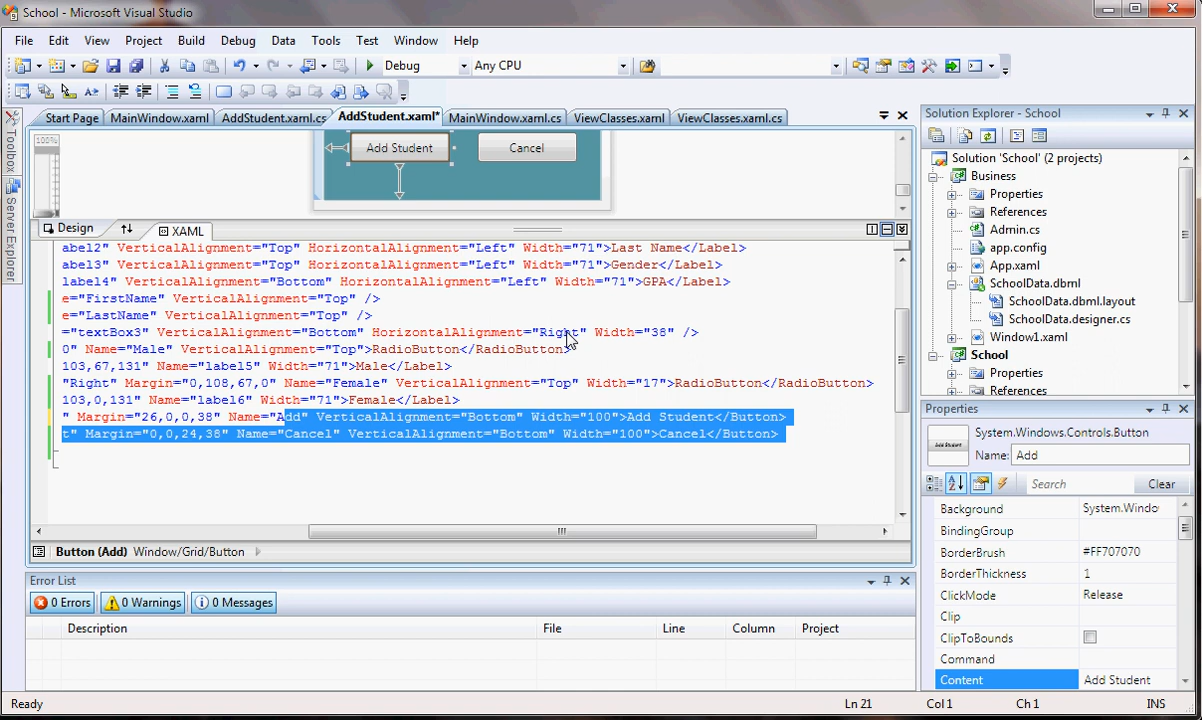 School - Microsoft Visual Studio
File Edit View Project Build Debug Data Tools Test Window Help
Debug Any CPU
Start Page MainWindow.xaml AddStudent.xaml.cs AddStudent.xaml* MainWindow.xaml.cs ViewClasses.xaml ViewClasses.xaml.cs
Toolbox
Server Explorer
100%
Add Student Cancel
Design XAML
abel2" VerticalAlignment="Top" HorizontalAlignment="Left" Width="71">Last Name</Label>
abel3" VerticalAlignment="Top" HorizontalAlignment="Left" Width="71">Gender</Label>
label4" VerticalAlignment="Bottom" HorizontalAlignment="Left" Width="71">GPA</Label>
e="FirstName" VerticalAlignment="Top" />
e="LastName" VerticalAlignment="Top" />
="textBox3" VerticalAlignment="Bottom" HorizontalAlignment="Right" Width="38" />
0" Name="Male" VerticalAlignment="Top">RadioButton</RadioButton>
103,67,131" Name="label5" Width="71">Male</Label>
"Right" Margin="0,108,67,0" Name="Female" VerticalAlignment="Top" Width="17">RadioButton</RadioButton>
103,0,131" Name="label6" Width="71">Female</Label>
" Margin="26,0,0,38" Name="Add" VerticalAlignment="Bottom" Width="100">Add Student</Button>
t" Margin="0,0,24,38" Name="Cancel" VerticalAlignment="Bottom" Width="100">Cancel</Button>
Button (Add) Window/Grid/Button
Error List
0 Errors 0 Warnings 0 Messages
Description File Line Column Project
Solution Explorer - School
Solution 'School' (2 projects)
Business
Properties
References
Admin.cs
app.config
App.xaml
SchoolData.dbml
SchoolData.dbml.layout
SchoolData.designer.cs
Window1.xaml
School
Properties
References
Properties
System.Windows.Controls.Button
Name: Add
Search Clear
Background System.Windo
BindingGroup
BorderBrush #FF707070
BorderThickness 1
ClickMode Release
Clip
ClipToBounds
Command
Content Add Student
Ready Ln 21 Col 1 Ch 1 INS